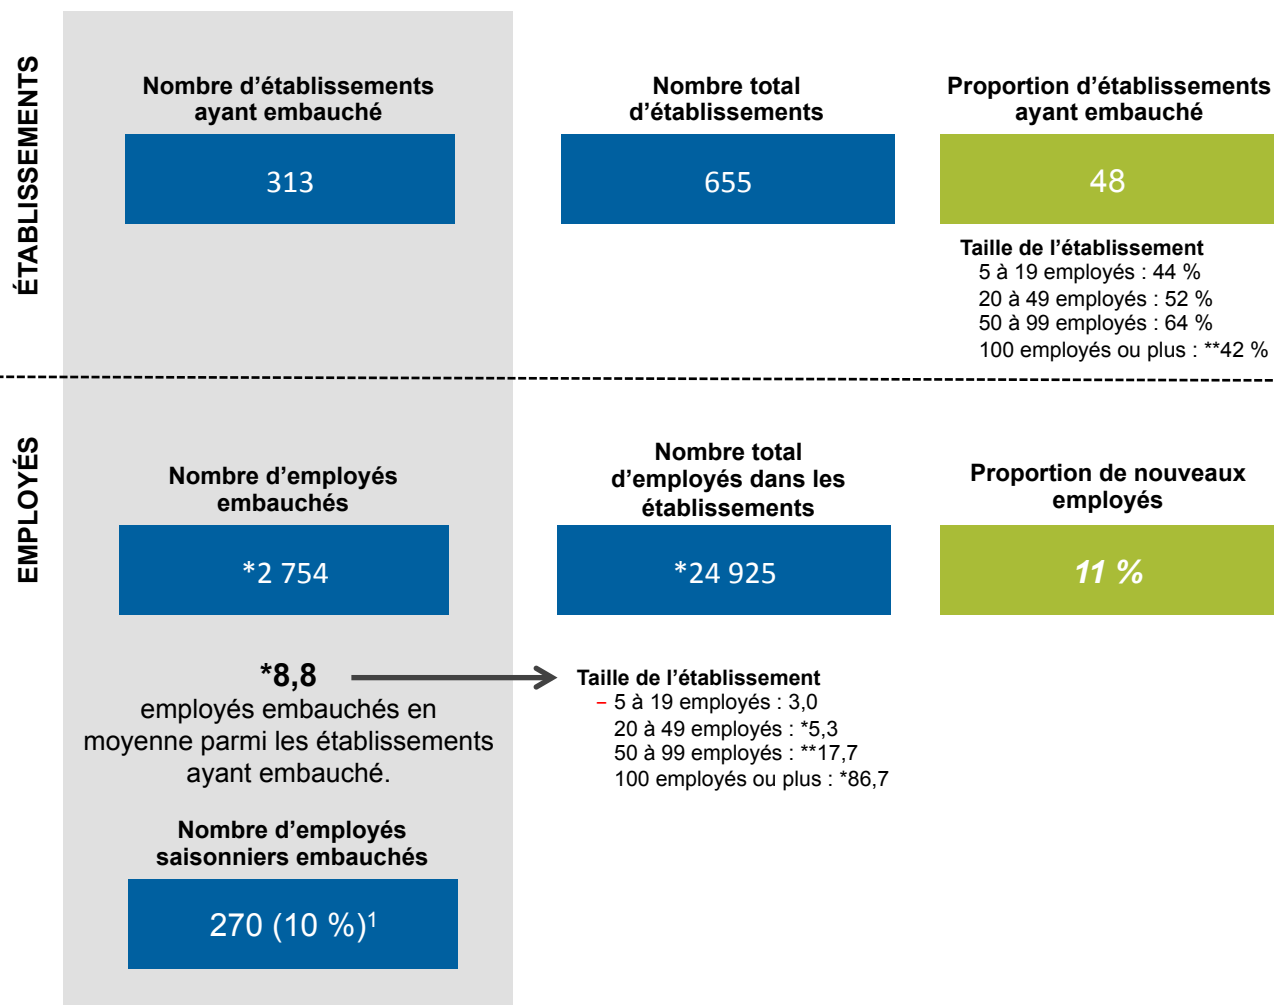 ÉTABLISSEMENTS
Nombre d’établissements
ayant embauché
313
Nombre total
d’établissements
655
Proportion d’établissements
ayant embauché
48
Taille de l’établissement
5 à 19 employés : 44 %
20 à 49 employés : 52 %
50 à 99 employés : 64 %
100 employés ou plus : **42 %
EMPLOYÉS
Nombre d’employés
embauchés
*2 754
Nombre total
d’employés dans les
établissements
*24 925
Proportion de nouveaux
employés
11 %
*8,8
employés embauchés en
moyenne parmi les établissements
ayant embauché.
Taille de l’établissement
– 5 à 19 employés : 3,0
20 à 49 employés : *5,3
50 à 99 employés : **17,7
100 employés ou plus : *86,7
Nombre d’employés
saisonniers embauchés
270 (10 %)¹